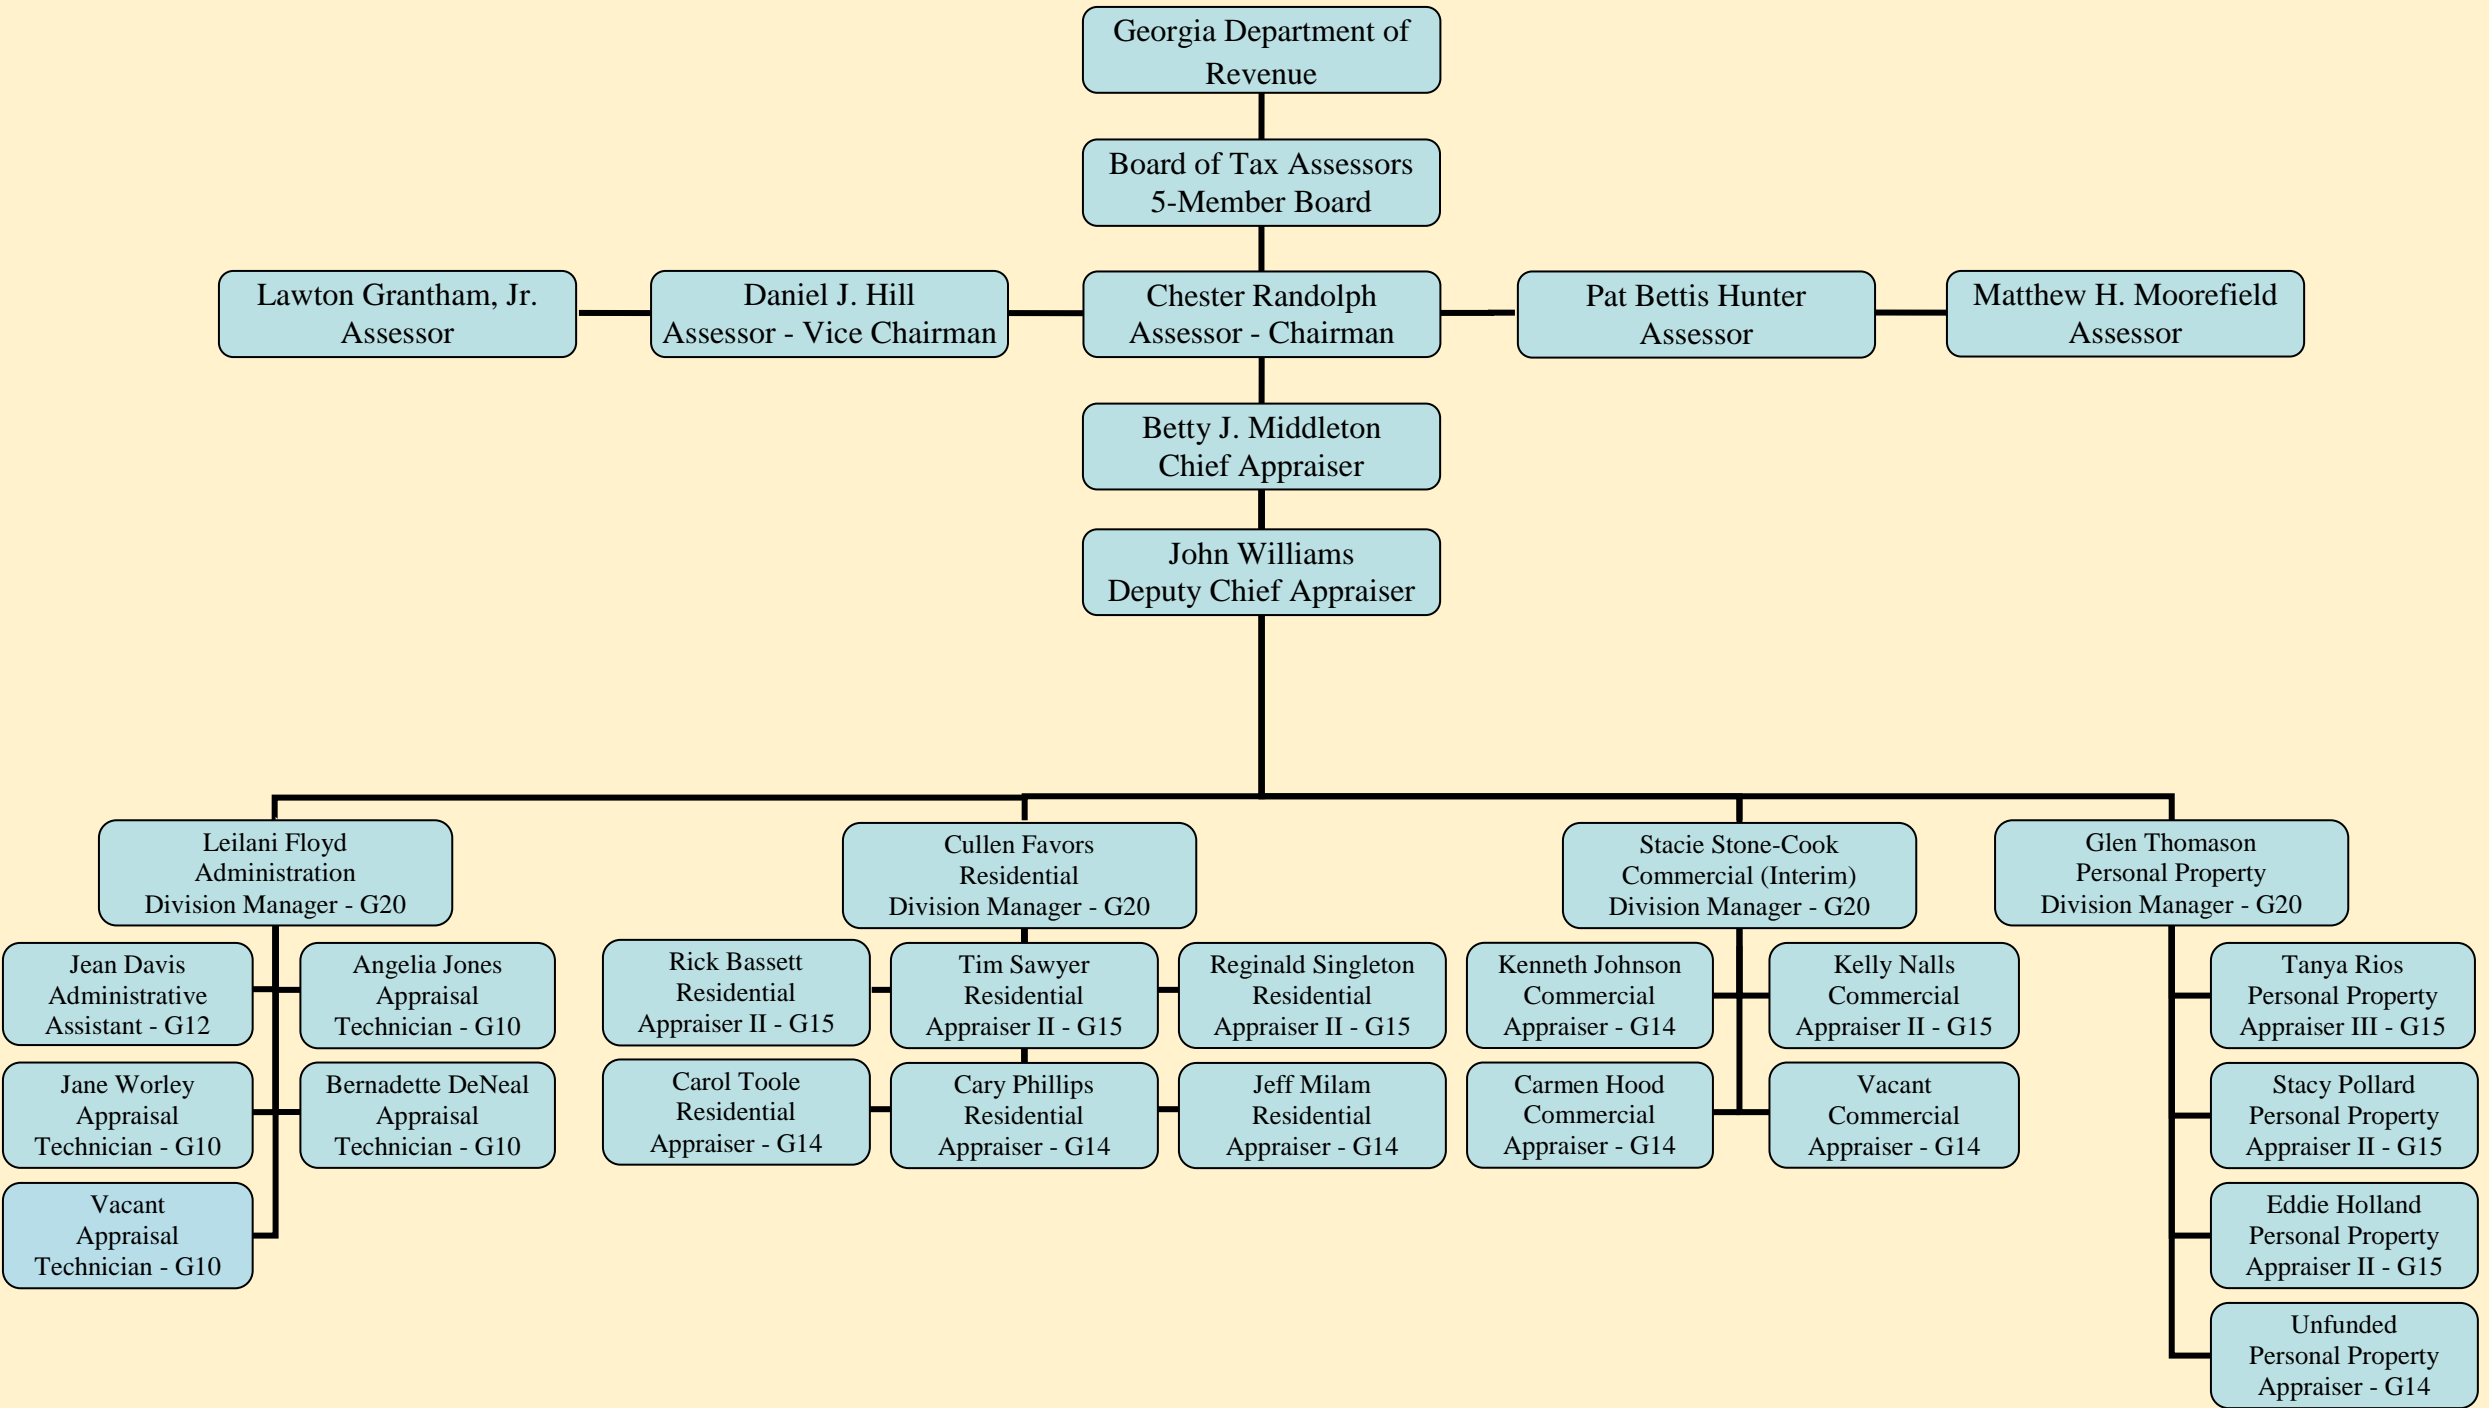 Georgia Department of
Revenue
Board of Tax Assessors
5-Member Board
Lawton Grantham, Jr.
Assessor
Daniel J. Hill
Assessor - Vice Chairman
Chester Randolph
Assessor - Chairman
Pat Bettis Hunter
Assessor
Matthew H. Moorefield
Assessor
Betty J. Middleton
Chief Appraiser
John Williams
Deputy Chief Appraiser
Leilani Floyd
Administration
Division Manager - G20
Cullen Favors
Residential
Division Manager - G20
Stacie Stone-Cook
Commercial (Interim)
Division Manager - G20
Glen Thomason
Personal Property
Division Manager - G20
Jean Davis
Administrative
Assistant - G12
Angelia Jones
Appraisal
Technician - G10
Rick Bassett
Residential
Appraiser II - G15
Tim Sawyer
Residential
Appraiser II - G15
Reginald Singleton
Residential
Appraiser II - G15
Kenneth Johnson
Commercial
Appraiser - G14
Kelly Nalls
Commercial
Appraiser II - G15
Tanya Rios
Personal Property
Appraiser III - G15
Jane Worley
Appraisal
Technician - G10
Bernadette DeNeal
Appraisal
Technician - G10
Carol Toole
Residential
Appraiser - G14
Cary Phillips
Residential
Appraiser - G14
Jeff Milam
Residential
Appraiser - G14
Carmen Hood
Commercial
Appraiser - G14
Vacant
Commercial
Appraiser - G14
Stacy Pollard
Personal Property
Appraiser II - G15
Vacant
Appraisal
Technician - G10
Eddie Holland
Personal Property
Appraiser II - G15
Unfunded
Personal Property
Appraiser - G14